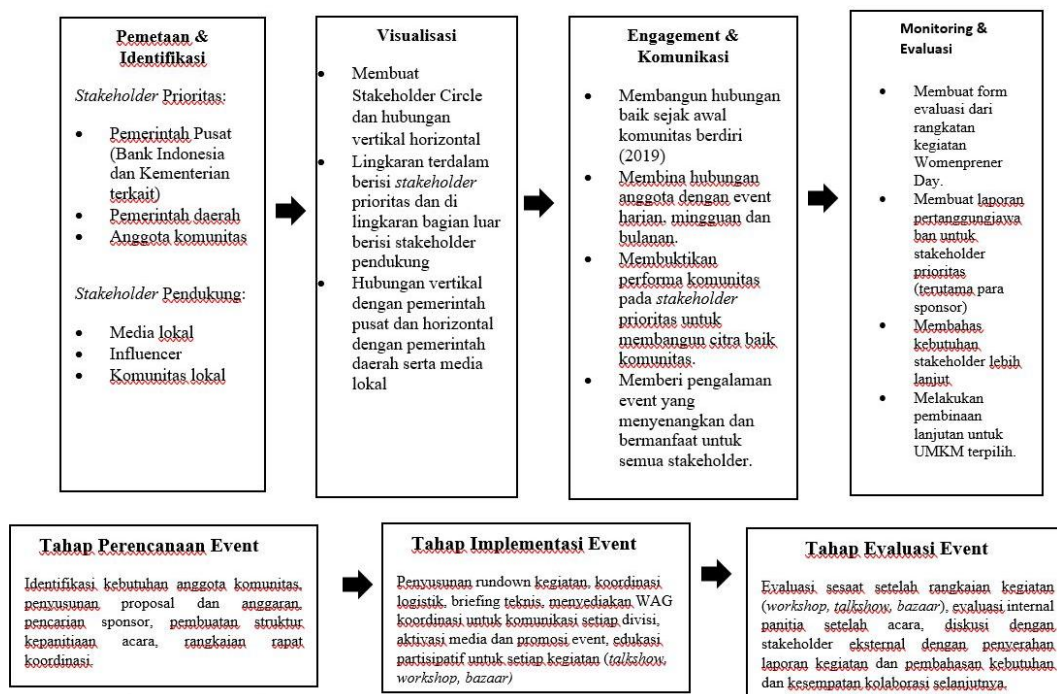 Pemetaan &
Identifikasi
Stakeholder Prioritas:
• Pemerintah Pusat
(Bank Indonesia
dan Kementerian
terkait)
• Pemerintah daerah
• Anggota komunitas
Stakeholder Pendukung:
• Media lokal
• Influencer
• Komunitas lokal
Visualisasi
• Membuat
Stakeholder Circle
dan hubungan
vertikal horizontal
• Lingkaran terdalam
berisi stakeholder
prioritas dan di
lingkaran bagian luar
berisi stakeholder
pendukung
• Hubungan vertikal
dengan pemerintah
pusat dan horizontal
dengan pemerintah
daerah serta media
lokal
Engagement &
Komunikasi
• Membangun hubungan
baik sejak awal
komunitas berdiri
(2019)
• Membina hubungan
anggota dengan event
harian, mingguan dan
bulanan.
• Membuktikan
performa komunitas
pada stakeholder
prioritas untuk
membangun citra baik
komunitas.
• Memberi pengalaman
event yang
menyenangkan dan
bermanfaat untuk
semua stakeholder.
Monitoring &
Evaluasi
• Membuat form
evaluasi dari
rangkatan
kegiatan
Womenprener
Day.
• Membuat laporan
pertanggungjawa
ban untuk
stakeholder
prioritas
(terutama para
sponsor)
• Membahas
kebutuhan
stakeholder lebih
lanjut
• Melakukan
pembinaan
lanjutan untuk
UMKM terpilih.
Tahap Perencanaan Event
Identifikasi kebutuhan anggota komunitas,
penyusunan proposal dan anggaran,
pencarian sponsor, pembuatan struktur
kepanitiaan acara, rangkaian rapat
koordinasi.
Tahap Implementasi Event
Penyusunan rundown kegiatan, koordinasi
logistik, briefing teknis, menyediakan WAG
koordinasi untuk komunikasi setiap divisi,
aktivasi media dan promosi event, edukasi
partisipatif untuk setiap kegiatan (talkshow,
workshop, bazaar)
Tahap Evaluasi Event
Evaluasi sesaat setelah rangkaian kegiatan
(workshop, talkshow, bazaar), evaluasi internal
panitia setelah acara, diskusi dengan
stakeholder eksternal dengan penyerahan
laporan kegiatan dan pembahasan kebutuhan
dan kesempatan kolaborasi selanjutnya.